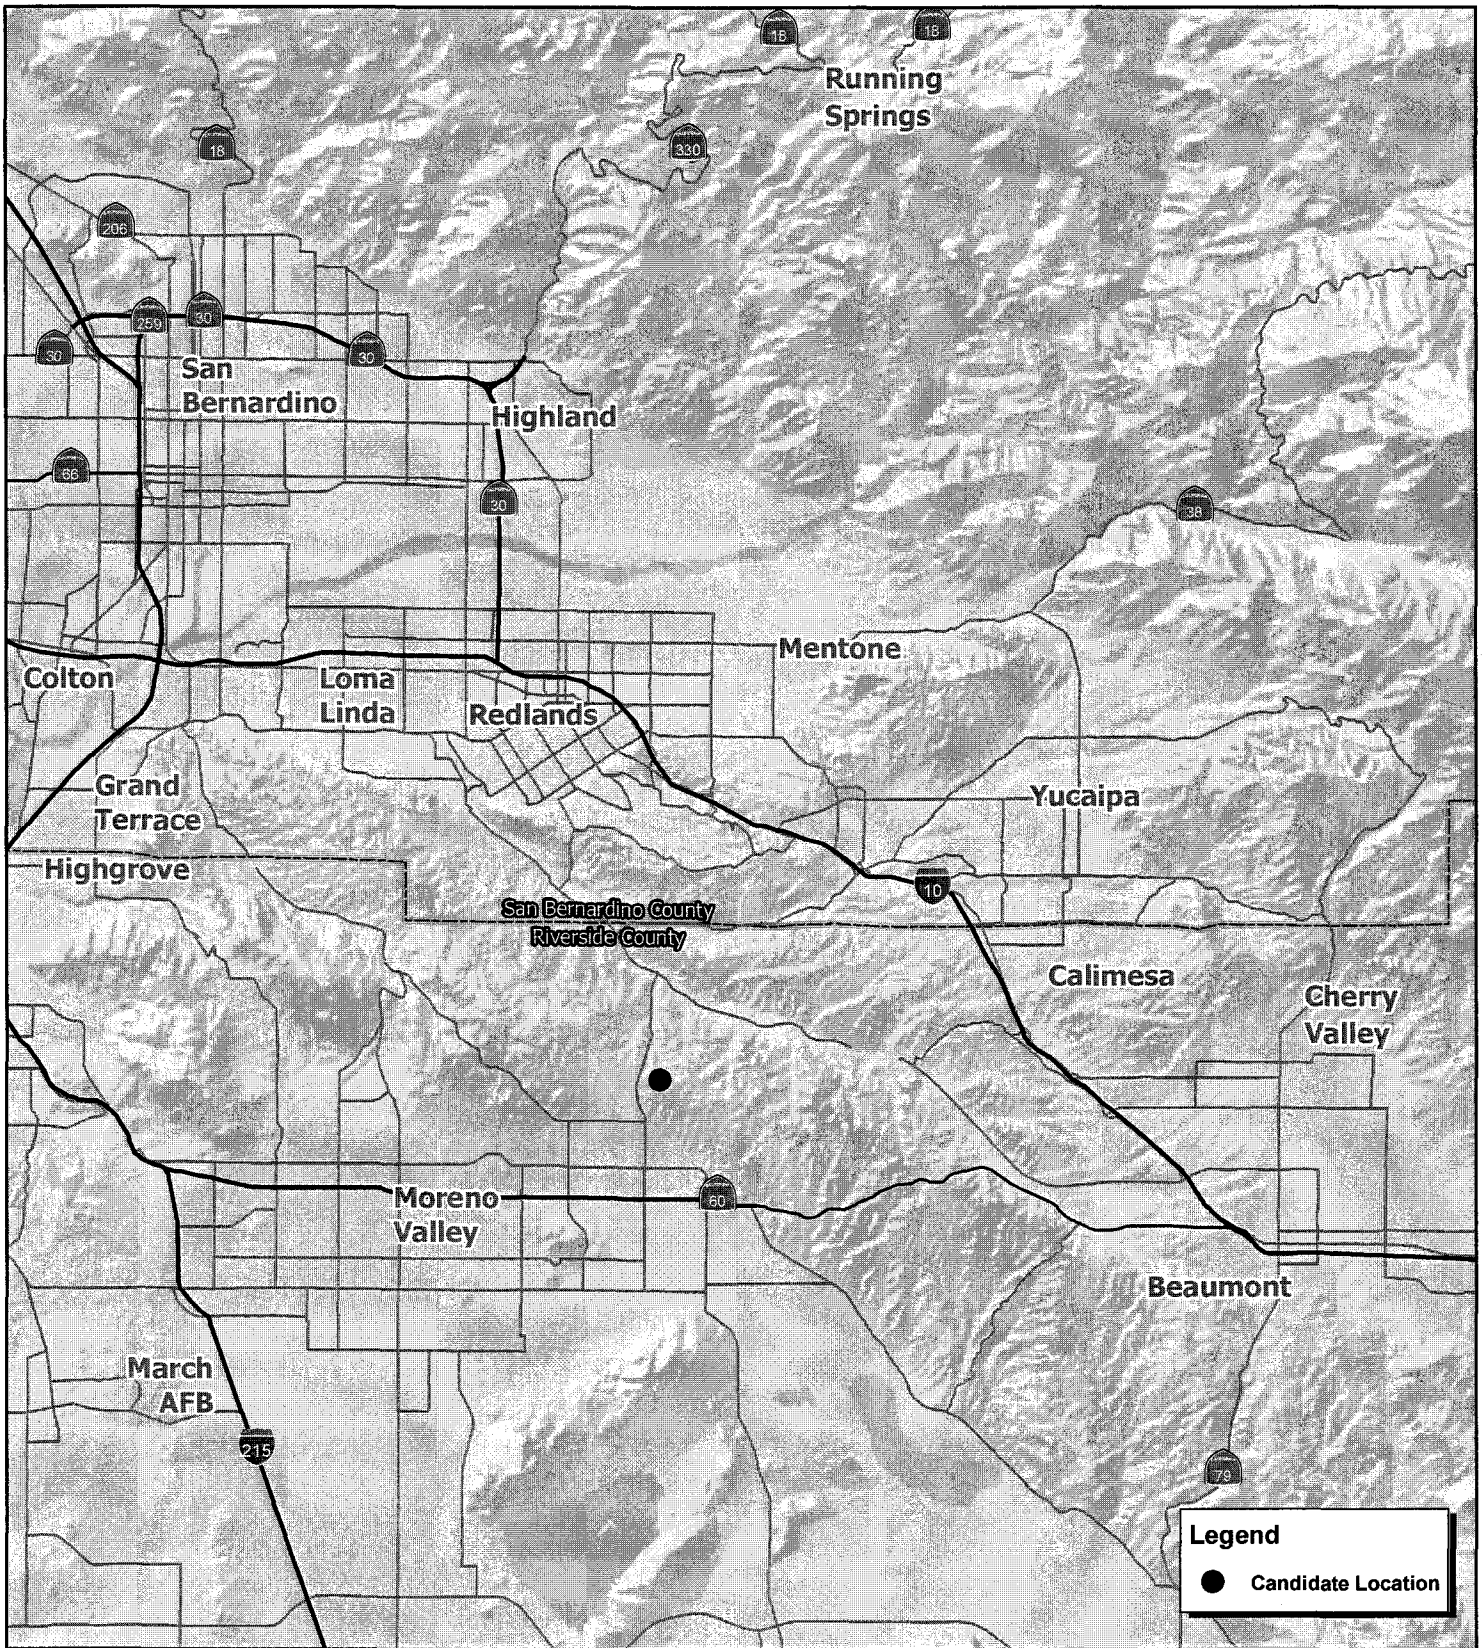 18
18
Running
Springs
18
330
206
259
30
30
30
San
Bernardino
Highland
66
30
38
Mentone
Colton
Loma
Linda
Redlands
Grand
Terrace
Yucaipa
Highgrove
10
San Bernardino County
Riverside County
Calimesa
Cherry
Valley
60
Moreno
Valley
Beaumont
March
AFB
215
79
Legend
Candidate Location